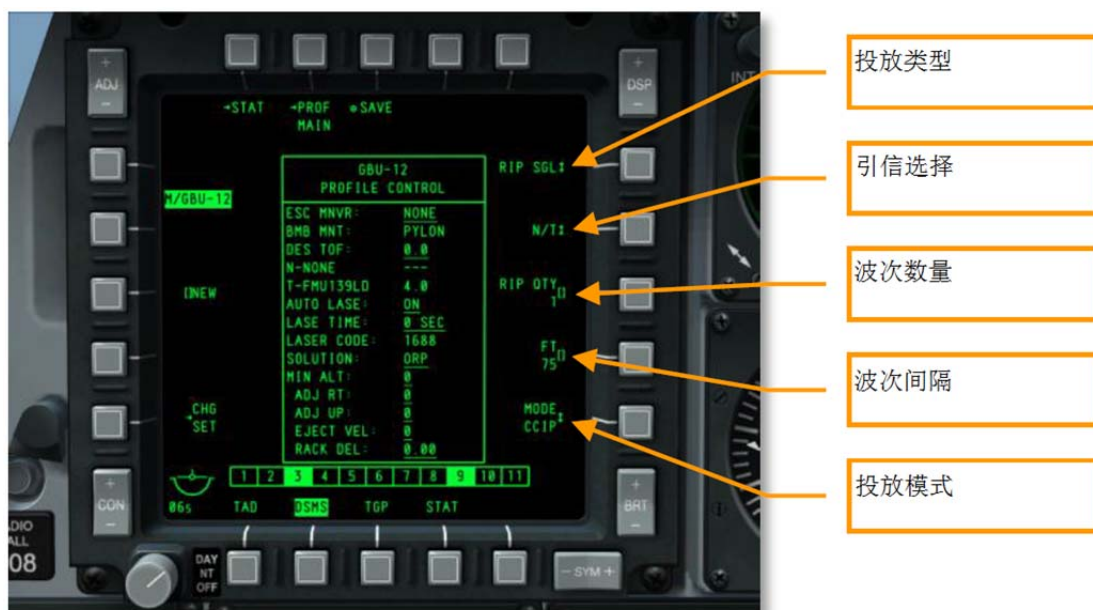 ADJ
DSP
INT
→STAT →PROF ●SAVE
MAIN
GBU-12
PROFILE CONTROL
RIP SGL↕
M/GBU-12
ESC MNVR: NONE
BMB MNT: PYLON
N/T↕
DES TOF: 0.0
N-NONE ---
[]NEW
T-FMU139LD 4.0
RIP QTY[]
1
AUTO LASE: ON
LASE TIME: 0 SEC
LASER CODE: 1688
FT[]
75
SOLUTION: ORP
MIN ALT: 0
ADJ RT: 0
→CHG
SET
ADJ UP: 0
MODE↕
CCIP
EJECT VEL: 0
RACK DEL: 0.00
1 2 3 4 5 6 7 8 9 10 11
CON
BRT
06s TAD DSMS TGP STAT
08
DAY
NT
OFF
- SYM +
投放类型
引信选择
波次数量
波次间隔
投放模式